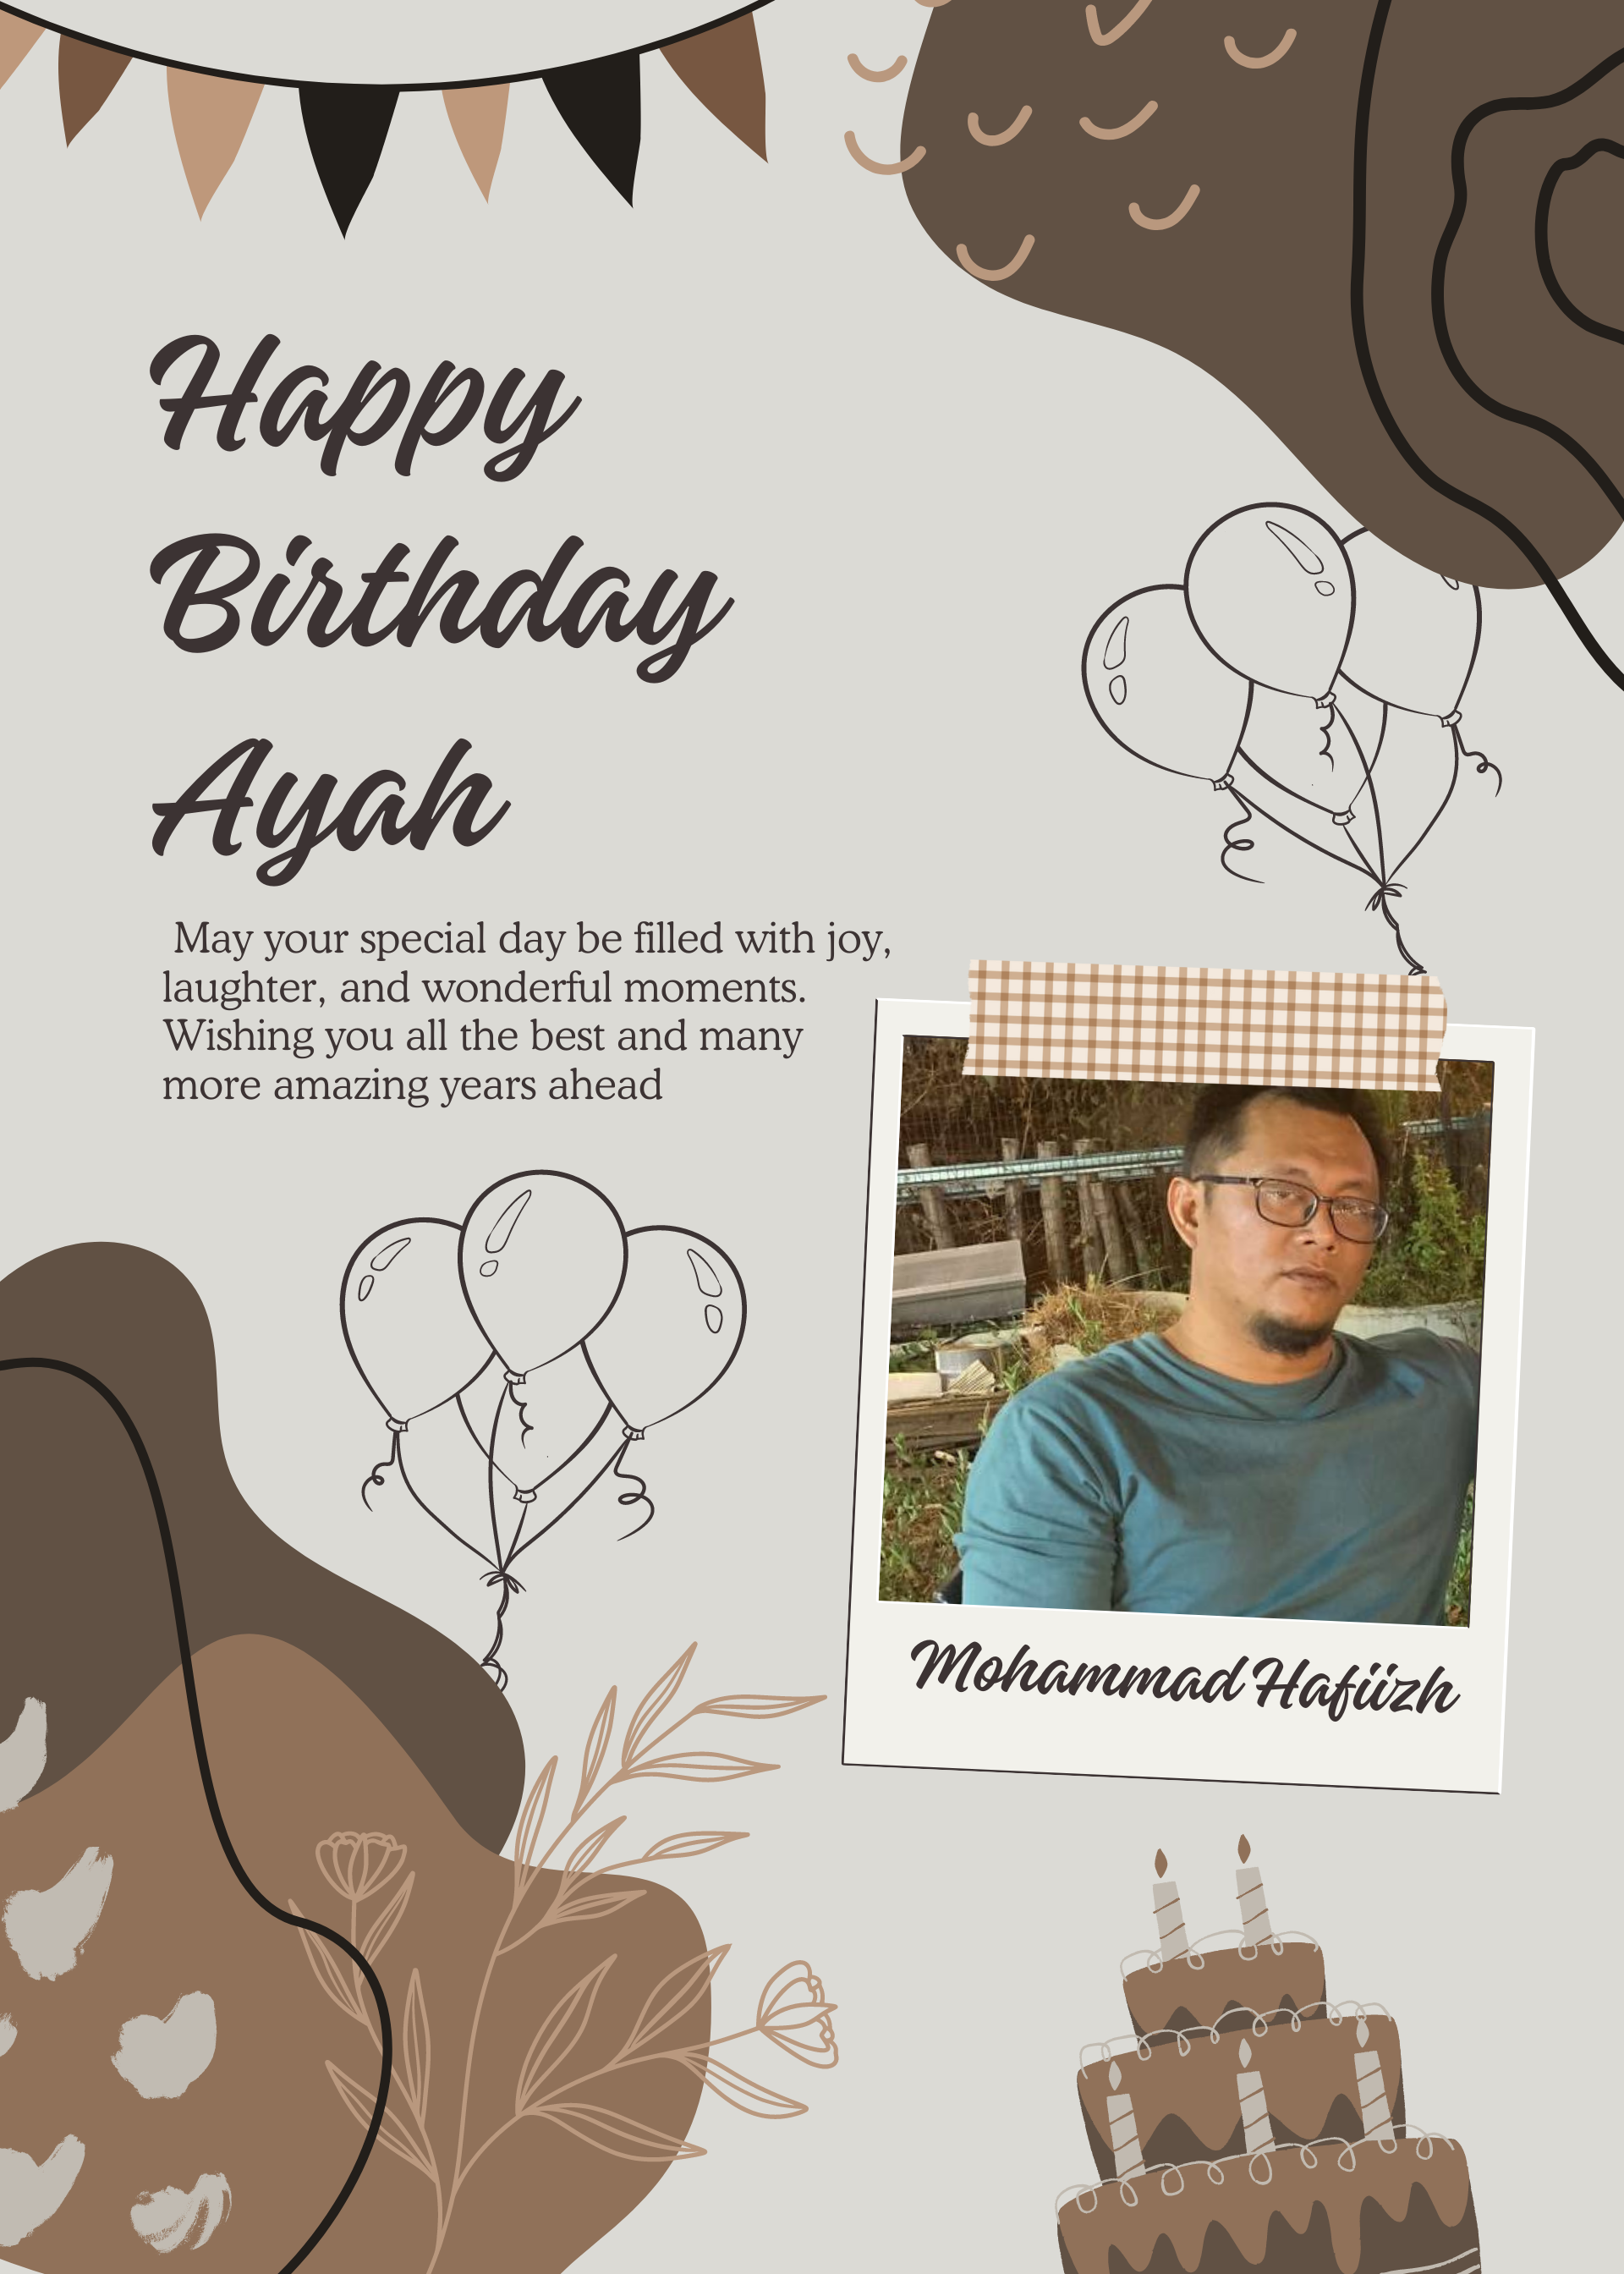 Happy
Birthday
Ayah
May your special day be filled with joy,
laughter, and wonderful moments.
Wishing you all the best and many
more amazing years ahead
Mohammad Hafiizh